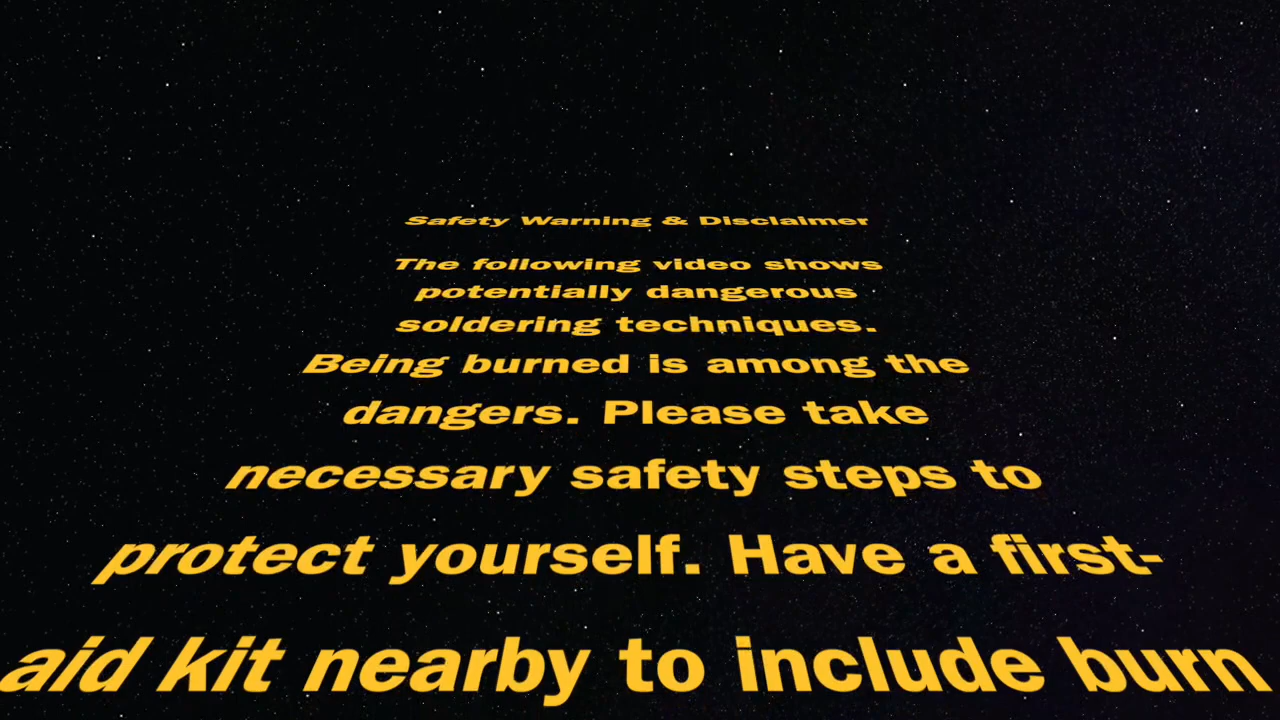 Safety Warning & Disclaimer
The following video shows
potentially dangerous
soldering techniques.
Being burned is among the
dangers. Please take
necessary safety steps to
protect yourself. Have a first-
aid kit nearby to include burn